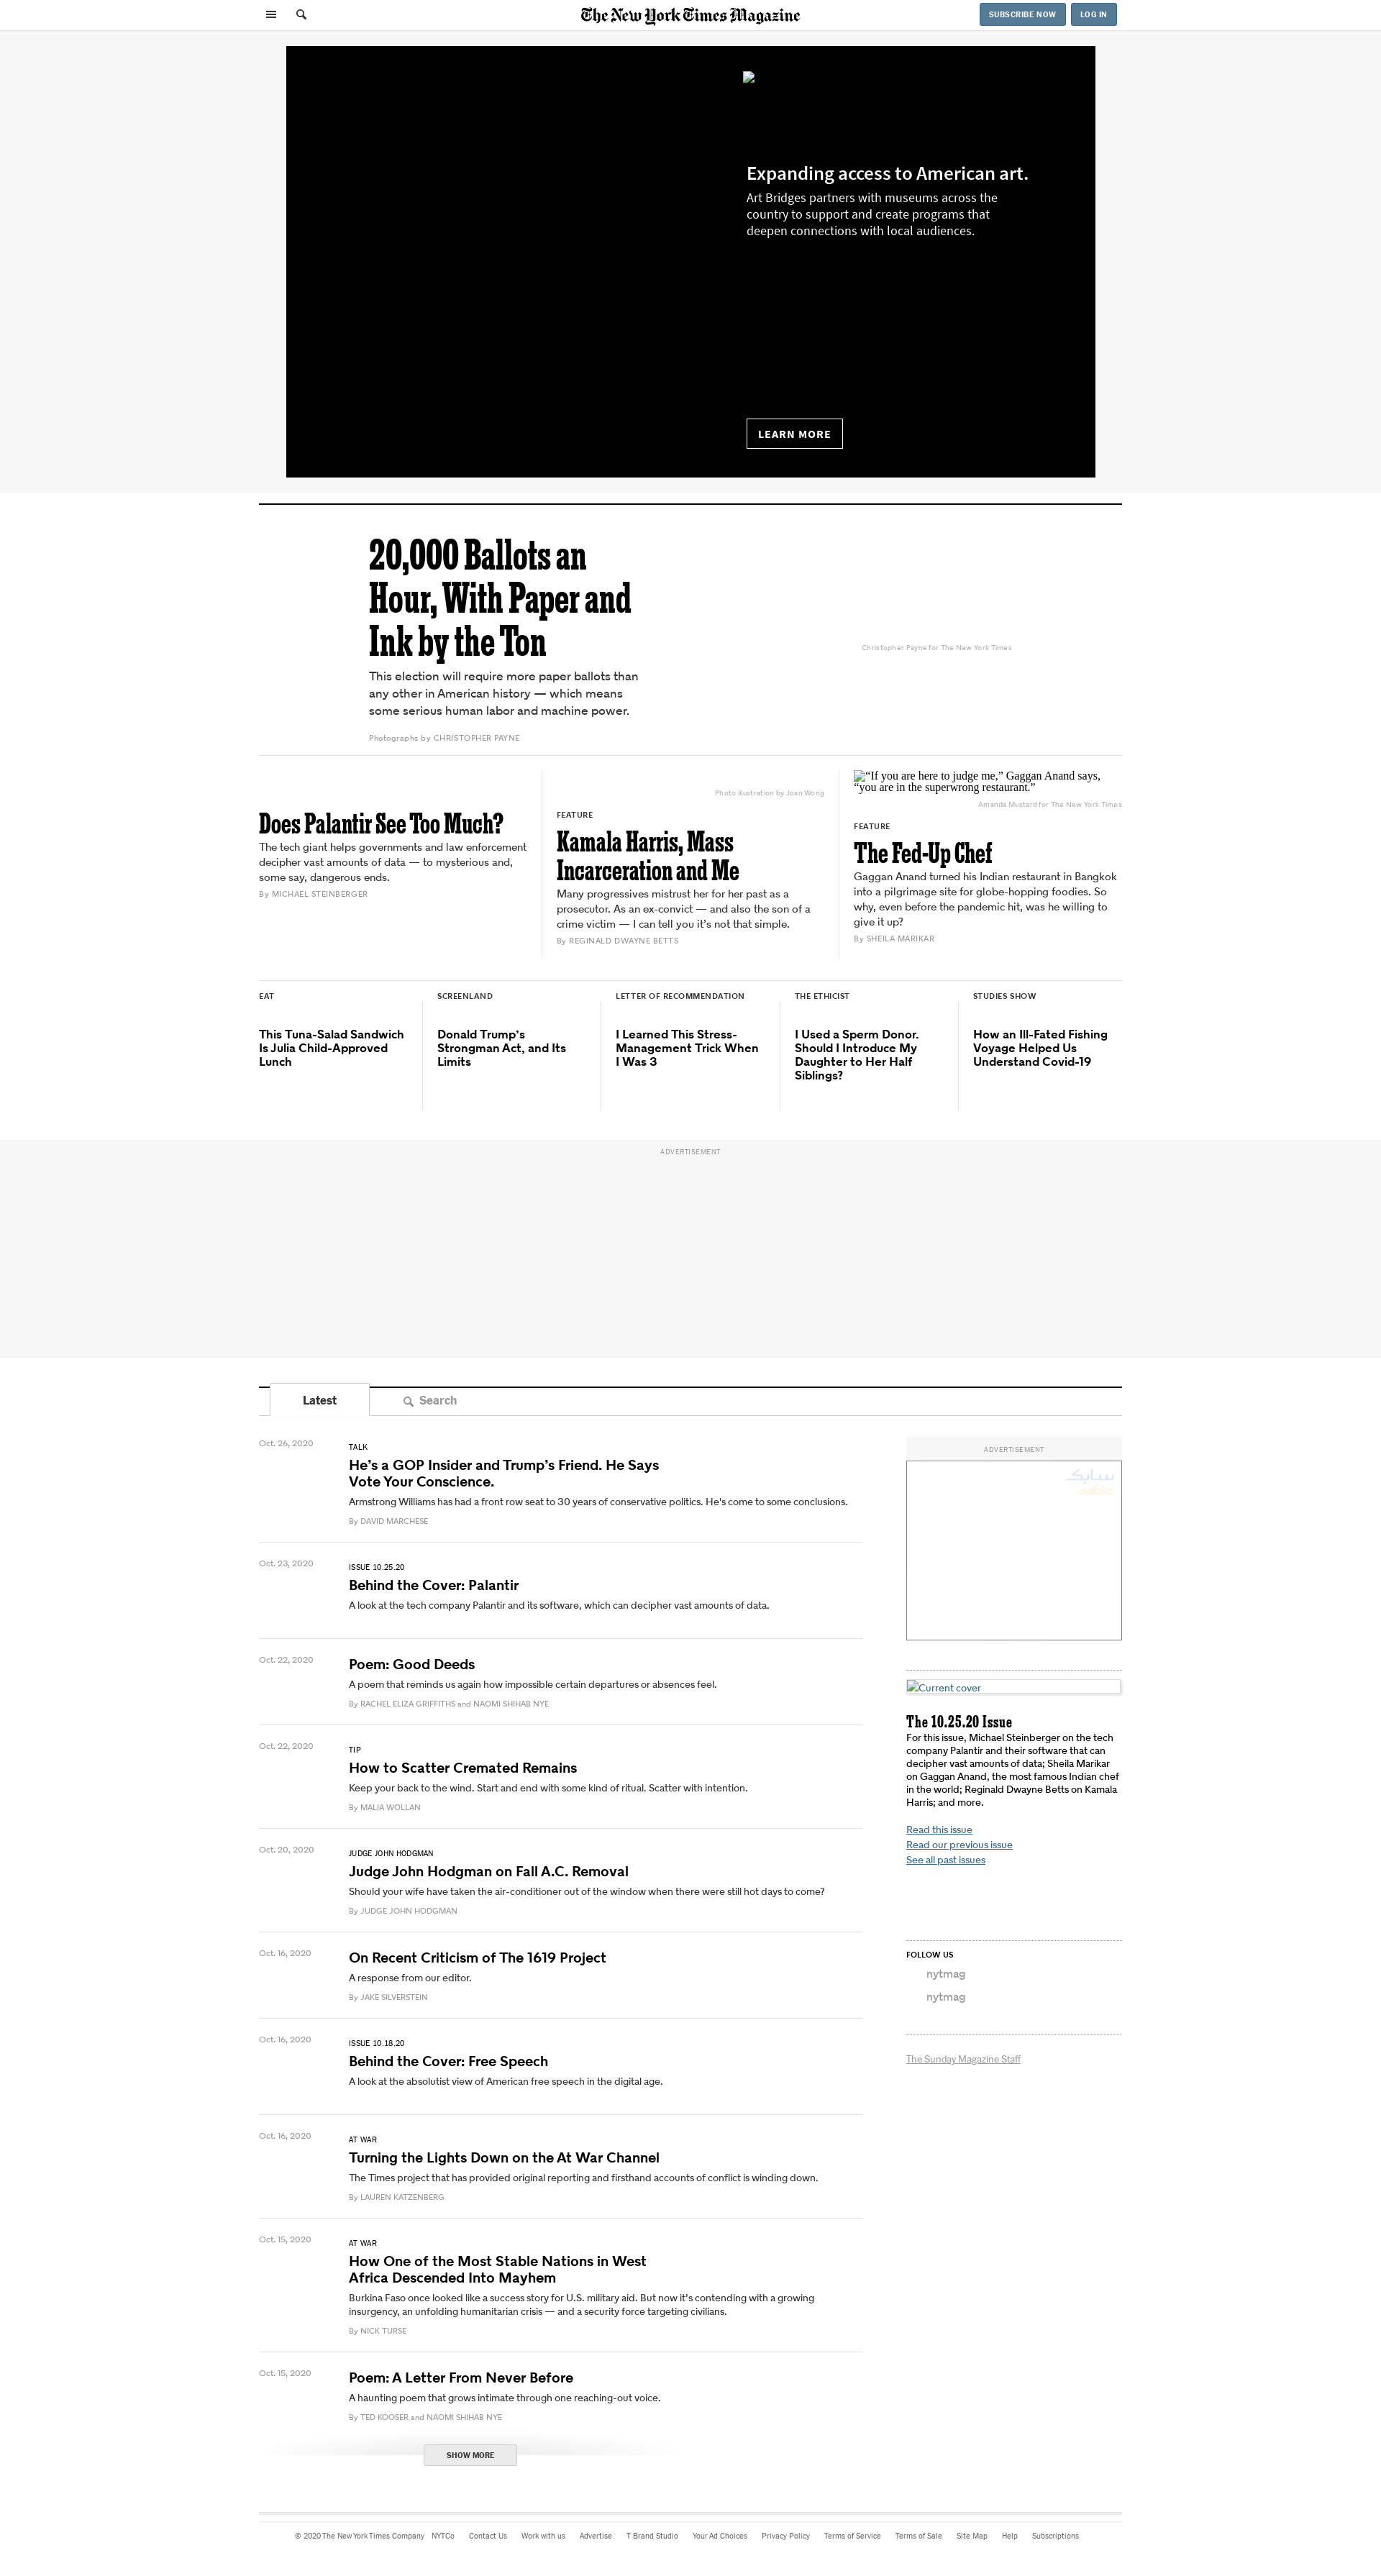 The New York Times Magazine
SUBSCRIBE NOW
LOG IN
Expanding access to American art.
Art Bridges partners with museums across the
country to support and create programs that
deepen connections with local audiences.
LEARN MORE
20,000 Ballots an
Hour, With Paper and
Ink by the Ton
This election will require more paper ballots than
any other in American history — which means
some serious human labor and machine power.
Photographs by CHRISTOPHER PAYNE
Christopher Payne for The New York Times
Does Palantir See Too Much?
The tech giant helps governments and law enforcement
decipher vast amounts of data — to mysterious and,
some say, dangerous ends.
By MICHAEL STEINBERGER
Photo illustration by Joan Wong
FEATURE
Kamala Harris, Mass
Incarceration and Me
Many progressives mistrust her for her past as a
prosecutor. As an ex-convict — and also the son of a
crime victim — I can tell you it’s not that simple.
By REGINALD DWAYNE BETTS
“If you are here to judge me,” Gaggan Anand says,
“you are in the superwrong restaurant.”
Amanda Mustard for The New York Times
FEATURE
The Fed-Up Chef
Gaggan Anand turned his Indian restaurant in Bangkok
into a pilgrimage site for globe-hopping foodies. So
why, even before the pandemic hit, was he willing to
give it up?
By SHEILA MARIKAR
EAT
This Tuna-Salad Sandwich
Is Julia Child-Approved
Lunch
SCREENLAND
Donald Trump’s
Strongman Act, and Its
Limits
LETTER OF RECOMMENDATION
I Learned This Stress-
Management Trick When
I Was 3
THE ETHICIST
I Used a Sperm Donor.
Should I Introduce My
Daughter to Her Half
Siblings?
STUDIES SHOW
How an Ill-Fated Fishing
Voyage Helped Us
Understand Covid-19
ADVERTISEMENT
Latest
Search
Oct. 26, 2020
TALK
He’s a GOP Insider and Trump’s Friend. He Says
Vote Your Conscience.
Armstrong Williams has had a front row seat to 30 years of conservative politics. He's come to some conclusions.
By DAVID MARCHESE
Oct. 23, 2020
ISSUE 10.25.20
Behind the Cover: Palantir
A look at the tech company Palantir and its software, which can decipher vast amounts of data.
Oct. 22, 2020
Poem: Good Deeds
A poem that reminds us again how impossible certain departures or absences feel.
By RACHEL ELIZA GRIFFITHS and NAOMI SHIHAB NYE
Oct. 22, 2020
TIP
How to Scatter Cremated Remains
Keep your back to the wind. Start and end with some kind of ritual. Scatter with intention.
By MALIA WOLLAN
Oct. 20, 2020
JUDGE JOHN HODGMAN
Judge John Hodgman on Fall A.C. Removal
Should your wife have taken the air-conditioner out of the window when there were still hot days to come?
By JUDGE JOHN HODGMAN
Oct. 16, 2020
On Recent Criticism of The 1619 Project
A response from our editor.
By JAKE SILVERSTEIN
Oct. 16, 2020
ISSUE 10.18.20
Behind the Cover: Free Speech
A look at the absolutist view of American free speech in the digital age.
Oct. 16, 2020
AT WAR
Turning the Lights Down on the At War Channel
The Times project that has provided original reporting and firsthand accounts of conflict is winding down.
By LAUREN KATZENBERG
Oct. 15, 2020
AT WAR
How One of the Most Stable Nations in West
Africa Descended Into Mayhem
Burkina Faso once looked like a success story for U.S. military aid. But now it’s contending with a growing
insurgency, an unfolding humanitarian crisis — and a security force targeting civilians.
By NICK TURSE
Oct. 15, 2020
Poem: A Letter From Never Before
A haunting poem that grows intimate through one reaching-out voice.
By TED KOOSER and NAOMI SHIHAB NYE
SHOW MORE
ADVERTISEMENT
سابك
sabic
Current cover
The 10.25.20 Issue
For this issue, Michael Steinberger on the tech
company Palantir and their software that can
decipher vast amounts of data; Sheila Marikar
on Gaggan Anand, the most famous Indian chef
in the world; Reginald Dwayne Betts on Kamala
Harris; and more.
Read this issue
Read our previous issue
See all past issues
FOLLOW US
nytmag
nytmag
The Sunday Magazine Staff
© 2020 The New York Times Company NYTCo Contact Us Work with us Advertise T Brand Studio Your Ad Choices Privacy Policy Terms of Service Terms of Sale Site Map Help Subscriptions